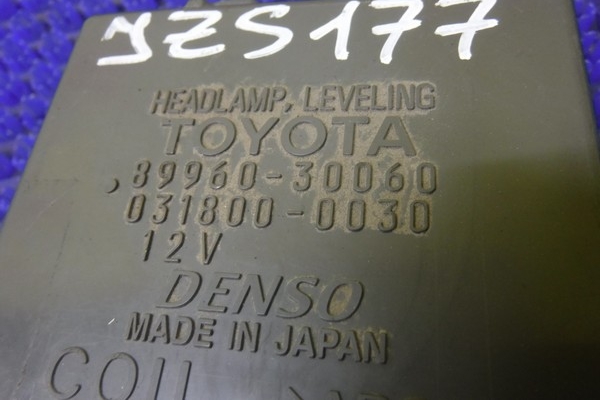 JZS177
HEADLAMP, LEVELING
TOYOTA
89960-30060
031800-0030
12V
DENSO
MADE IN JAPAN